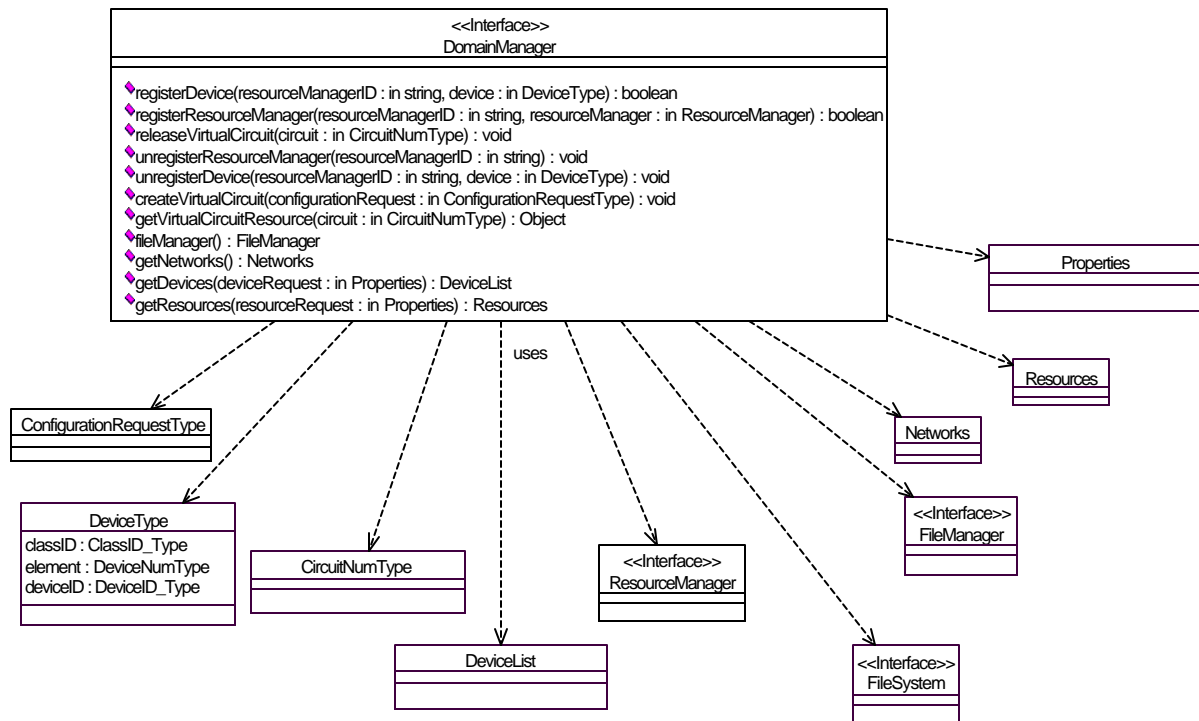 <<Interface>>
DomainManager
registerDevice(resourceManagerID : in string, device : in DeviceType) : boolean
registerResourceManager(resourceManagerID : in string, resourceManager : in ResourceManager) : boolean
releaseVirtualCircuit(circuit : in CircuitNumType) : void
unregisterResourceManager(resourceManagerID : in string) : void
unregisterDevice(resourceManagerID : in string, device : in DeviceType) : void
createVirtualCircuit(configurationRequest : in ConfigurationRequestType) : void
getVirtualCircuitResource(circuit : in CircuitNumType) : Object
fileManager() : FileManager
getNetworks() : Networks
getDevices(deviceRequest : in Properties) : DeviceList
getResources(resourceRequest : in Properties) : Resources
Properties
uses
Resources
ConfigurationRequestType
Networks
DeviceType
classID : ClassID_Type
element : DeviceNumType
deviceID : DeviceID_Type
CircuitNumType
<<Interface>>
ResourceManager
<<Interface>>
FileManager
DeviceList
<<Interface>>
FileSystem